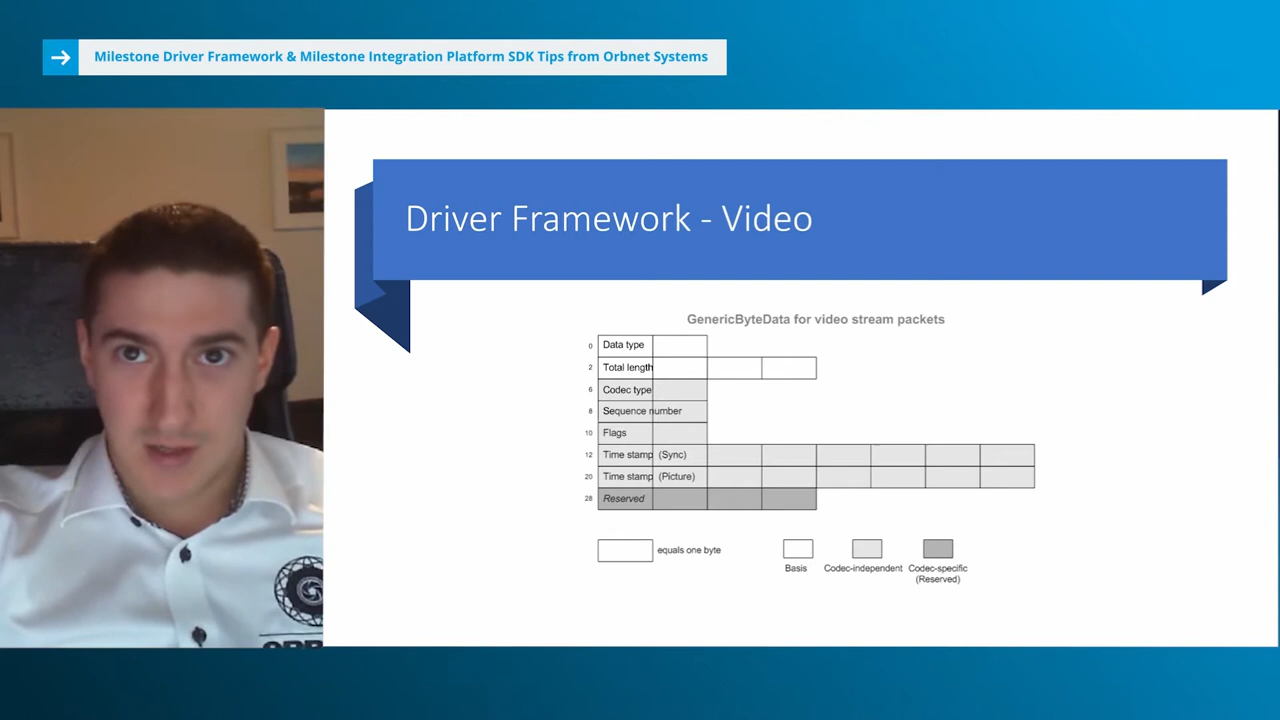 Milestone Driver Framework & Milestone Integration Platform SDK Tips from Orbnet Systems
Driver Framework - Video
GenericByteData for video stream packets
0 Data type
2 Total length
6 Codec type
8 Sequence number
10 Flags
12 Time stamp (Sync)
20 Time stamp (Picture)
28 Reserved
equals one byte
Basis
Codec-independent
Codec-specific
(Reserved)